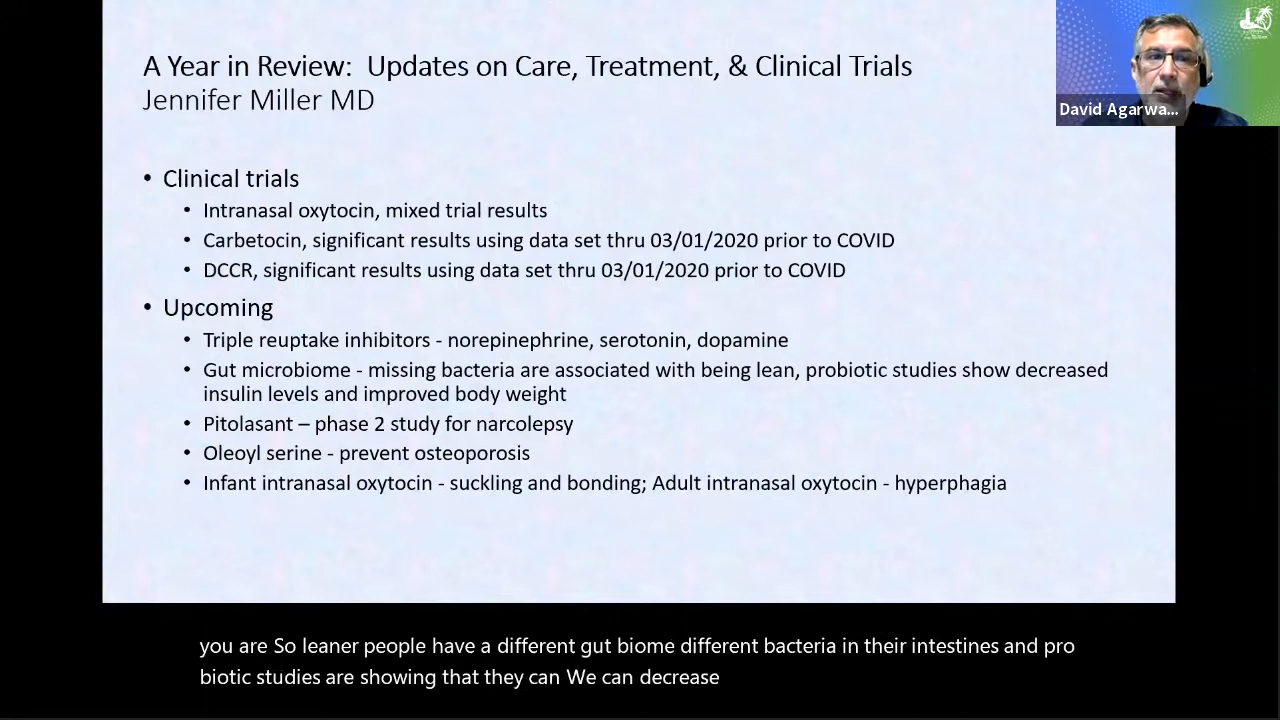 A Year in Review:  Updates on Care, Treatment, & Clinical Trials
Jennifer Miller MD
David Agarwa...
• Clinical trials
• Intranasal oxytocin, mixed trial results
• Carbetocin, significant results using data set thru 03/01/2020 prior to COVID
• DCCR, significant results using data set thru 03/01/2020 prior to COVID
• Upcoming
• Triple reuptake inhibitors - norepinephrine, serotonin, dopamine
• Gut microbiome - missing bacteria are associated with being lean, probiotic studies show decreased
insulin levels and improved body weight
• Pitolasant – phase 2 study for narcolepsy
• Oleoyl serine - prevent osteoporosis
• Infant intranasal oxytocin - suckling and bonding; Adult intranasal oxytocin - hyperphagia
you are So leaner people have a different gut biome different bacteria in their intestines and pro
biotic studies are showing that they can We can decrease